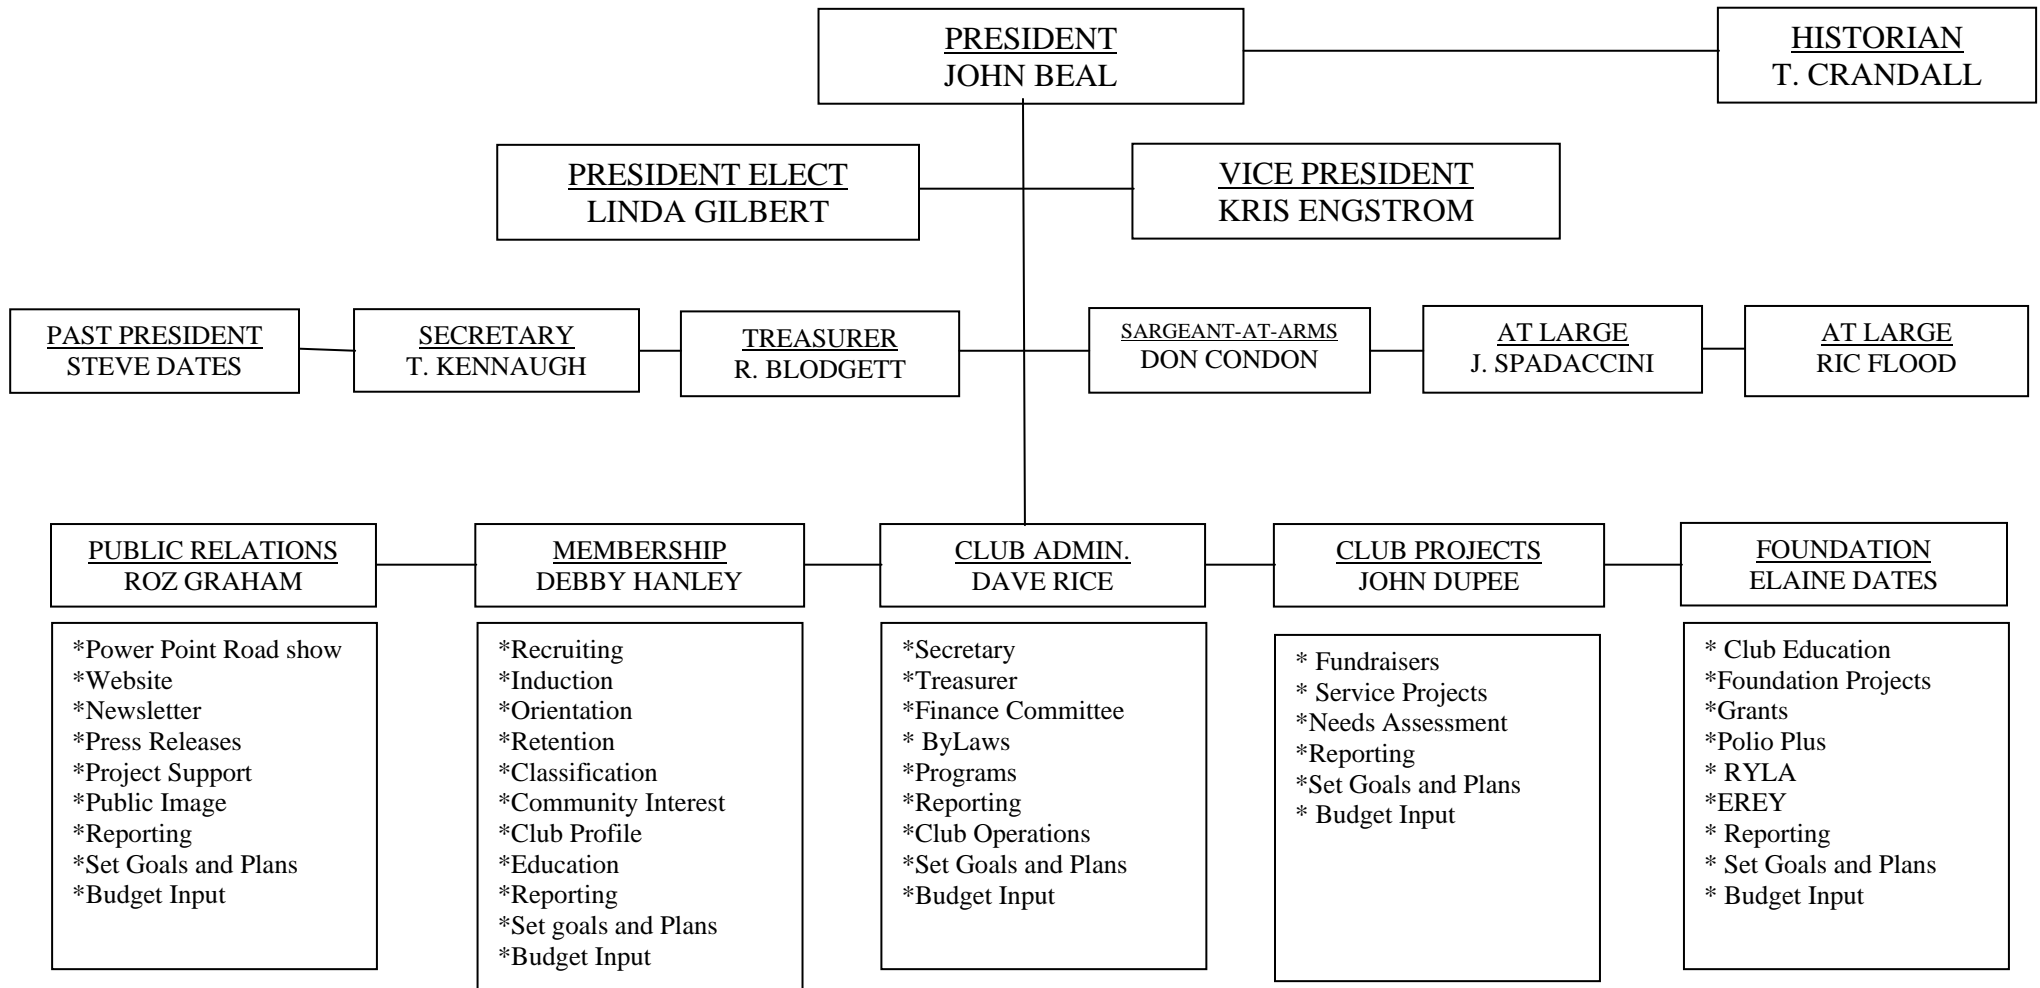 PRESIDENT
JOHN BEAL
HISTORIAN
T. CRANDALL
PRESIDENT ELECT
LINDA GILBERT
VICE PRESIDENT
KRIS ENGSTROM
PAST PRESIDENT
STEVE DATES
SECRETARY
T. KENNAUGH
TREASURER
R. BLODGETT
SARGEANT-AT-ARMS
DON CONDON
AT LARGE
J. SPADACCINI
AT LARGE
RIC FLOOD
PUBLIC RELATIONS
ROZ GRAHAM
MEMBERSHIP
DEBBY HANLEY
CLUB ADMIN.
DAVE RICE
CLUB PROJECTS
JOHN DUPEE
FOUNDATION
ELAINE DATES
*Power Point Road show
*Website
*Newsletter
*Press Releases
*Project Support
*Public Image
*Reporting
*Set Goals and Plans
*Budget Input
*Recruiting
*Induction
*Orientation
*Retention
*Classification
*Community Interest
*Club Profile
*Education
*Reporting
*Set goals and Plans
*Budget Input
*Secretary
*Treasurer
*Finance Committee
* ByLaws
*Programs
*Reporting
*Club Operations
*Set Goals and Plans
*Budget Input
* Fundraisers
* Service Projects
*Needs Assessment
*Reporting
*Set Goals and Plans
* Budget Input
* Club Education
*Foundation Projects
*Grants
*Polio Plus
* RYLA
*EREY
* Reporting
* Set Goals and Plans
* Budget Input